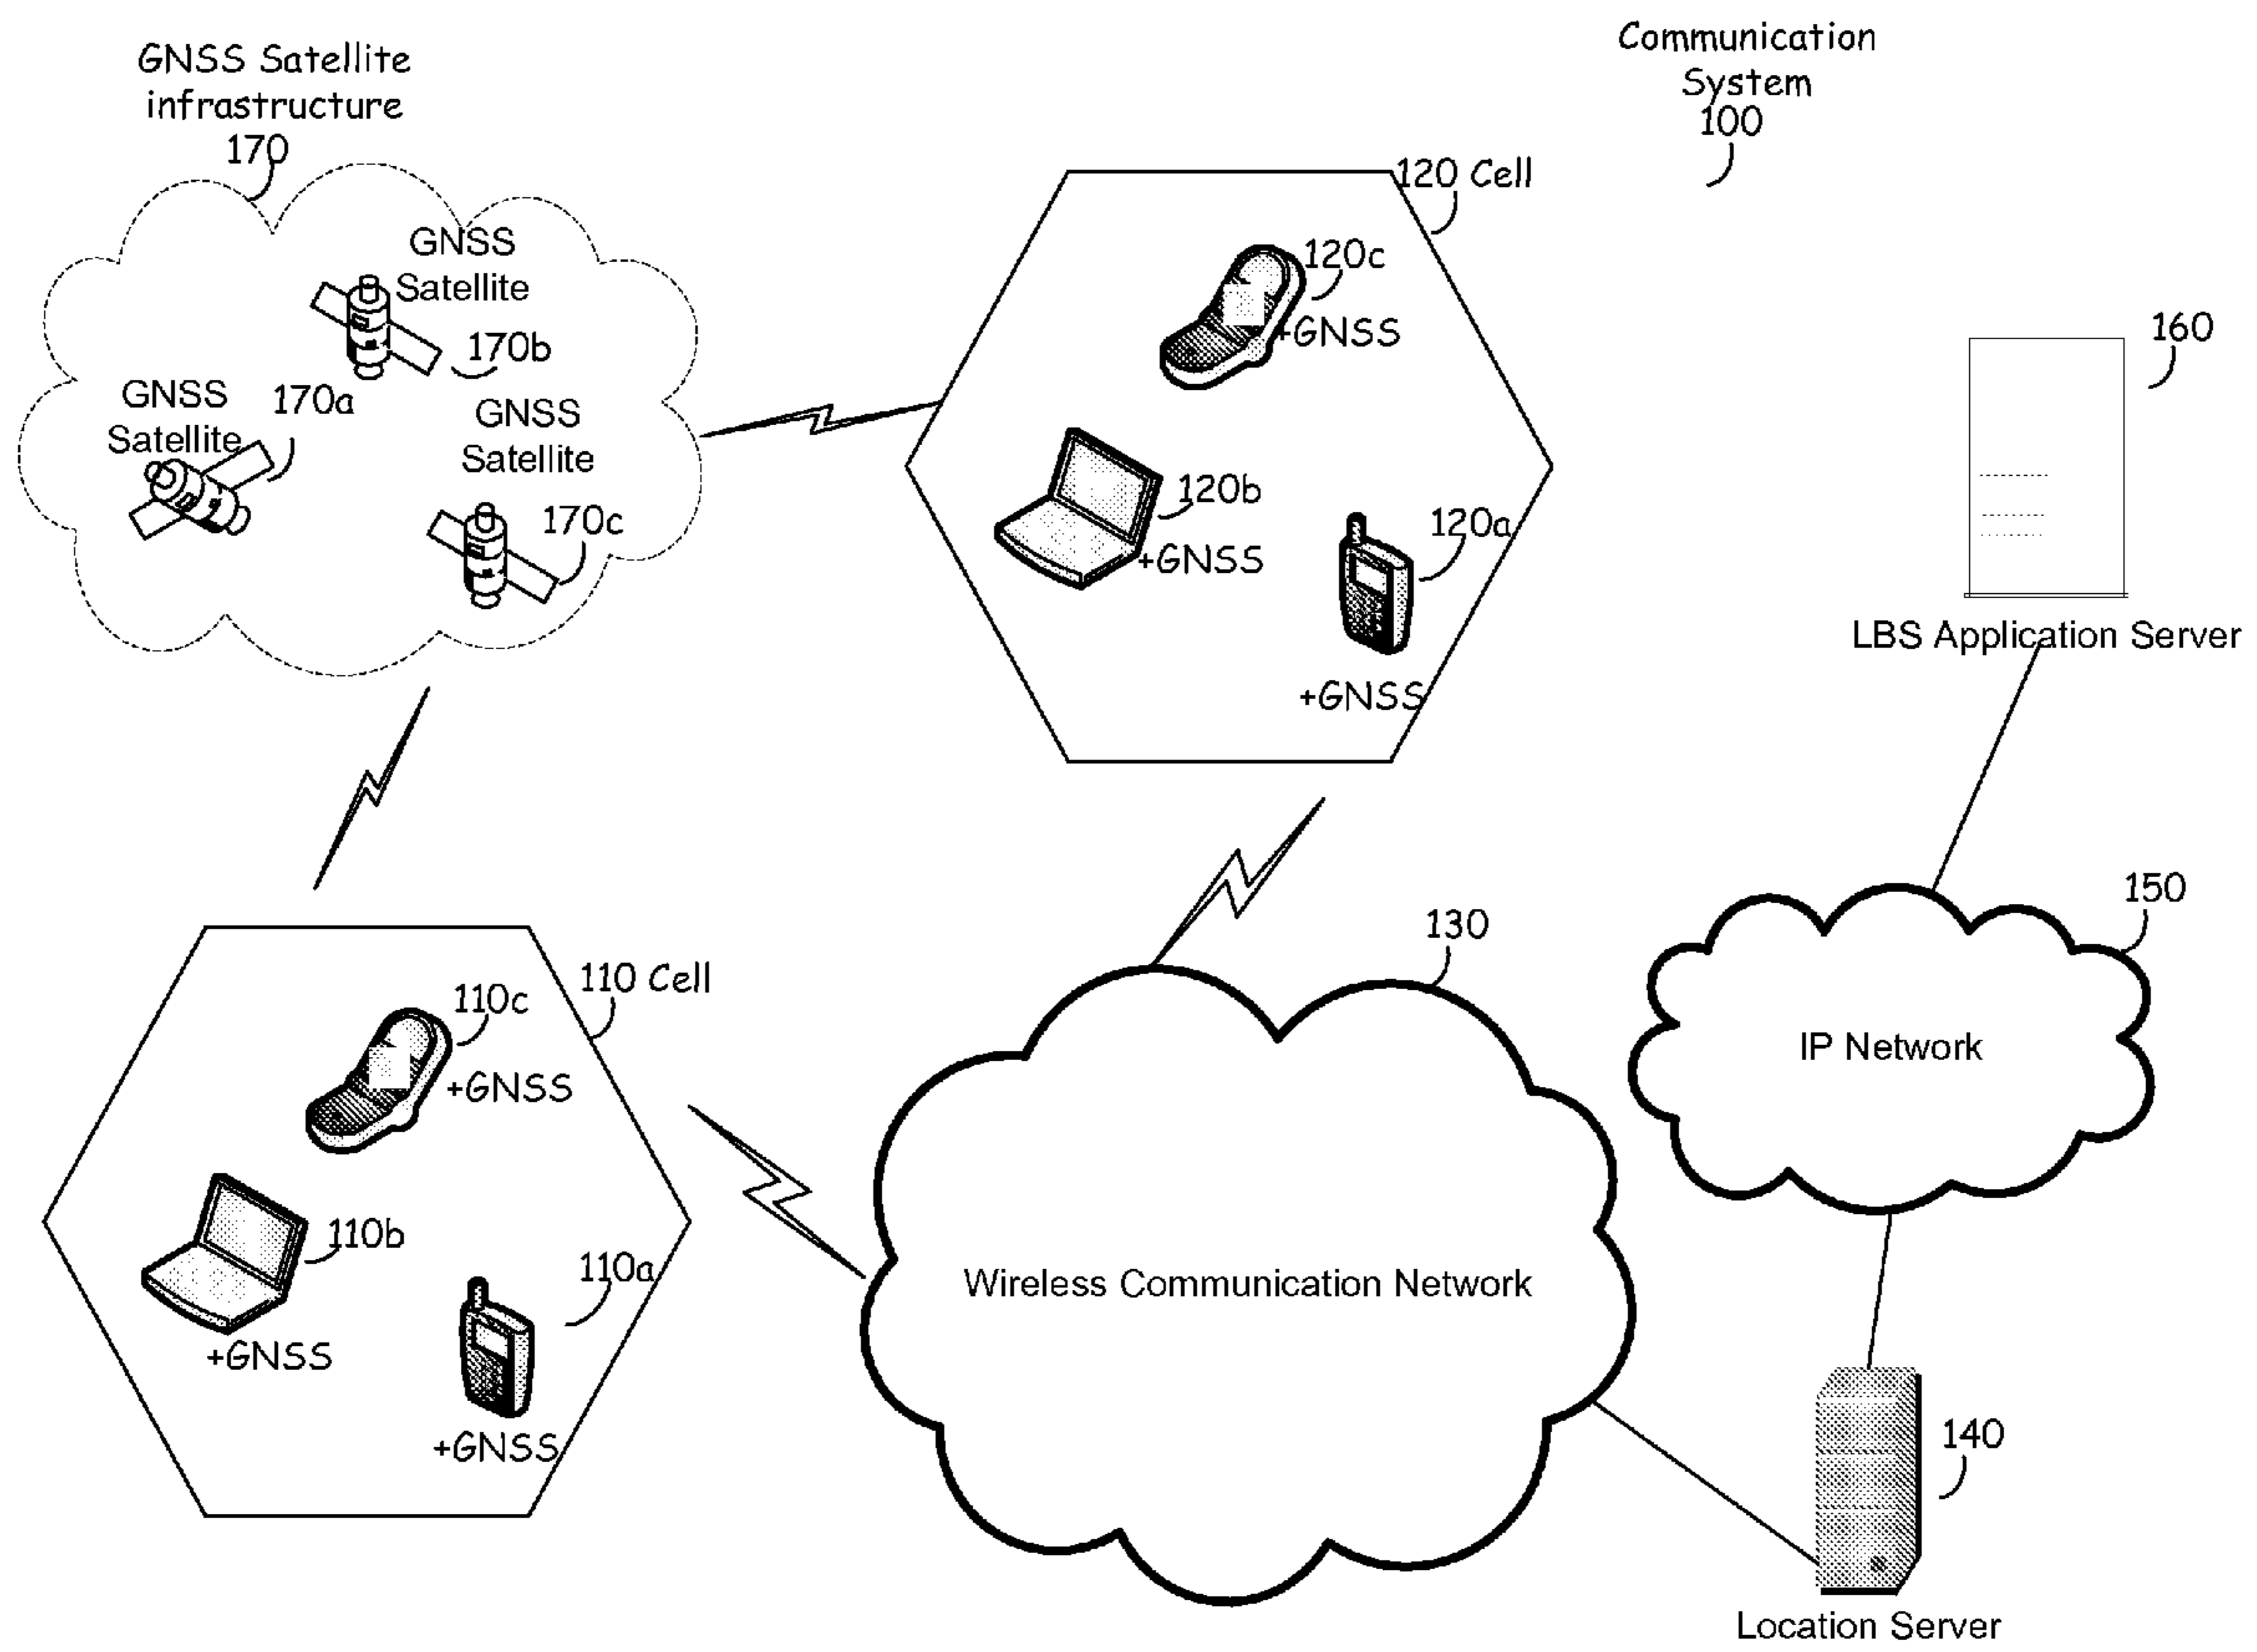 GNSS Satellite
infrastructure
170
Communication
System
100
120 Cell
GNSS
Satellite
170b
GNSS
Satellite
170a
GNSS
Satellite
170c
120c
+GNSS
120b
+GNSS
120a
+GNSS
160
LBS Application Server
150
IP Network
130
Wireless Communication Network
110 Cell
110c
+GNSS
110b
+GNSS
110a
+GNSS
140
Location Server